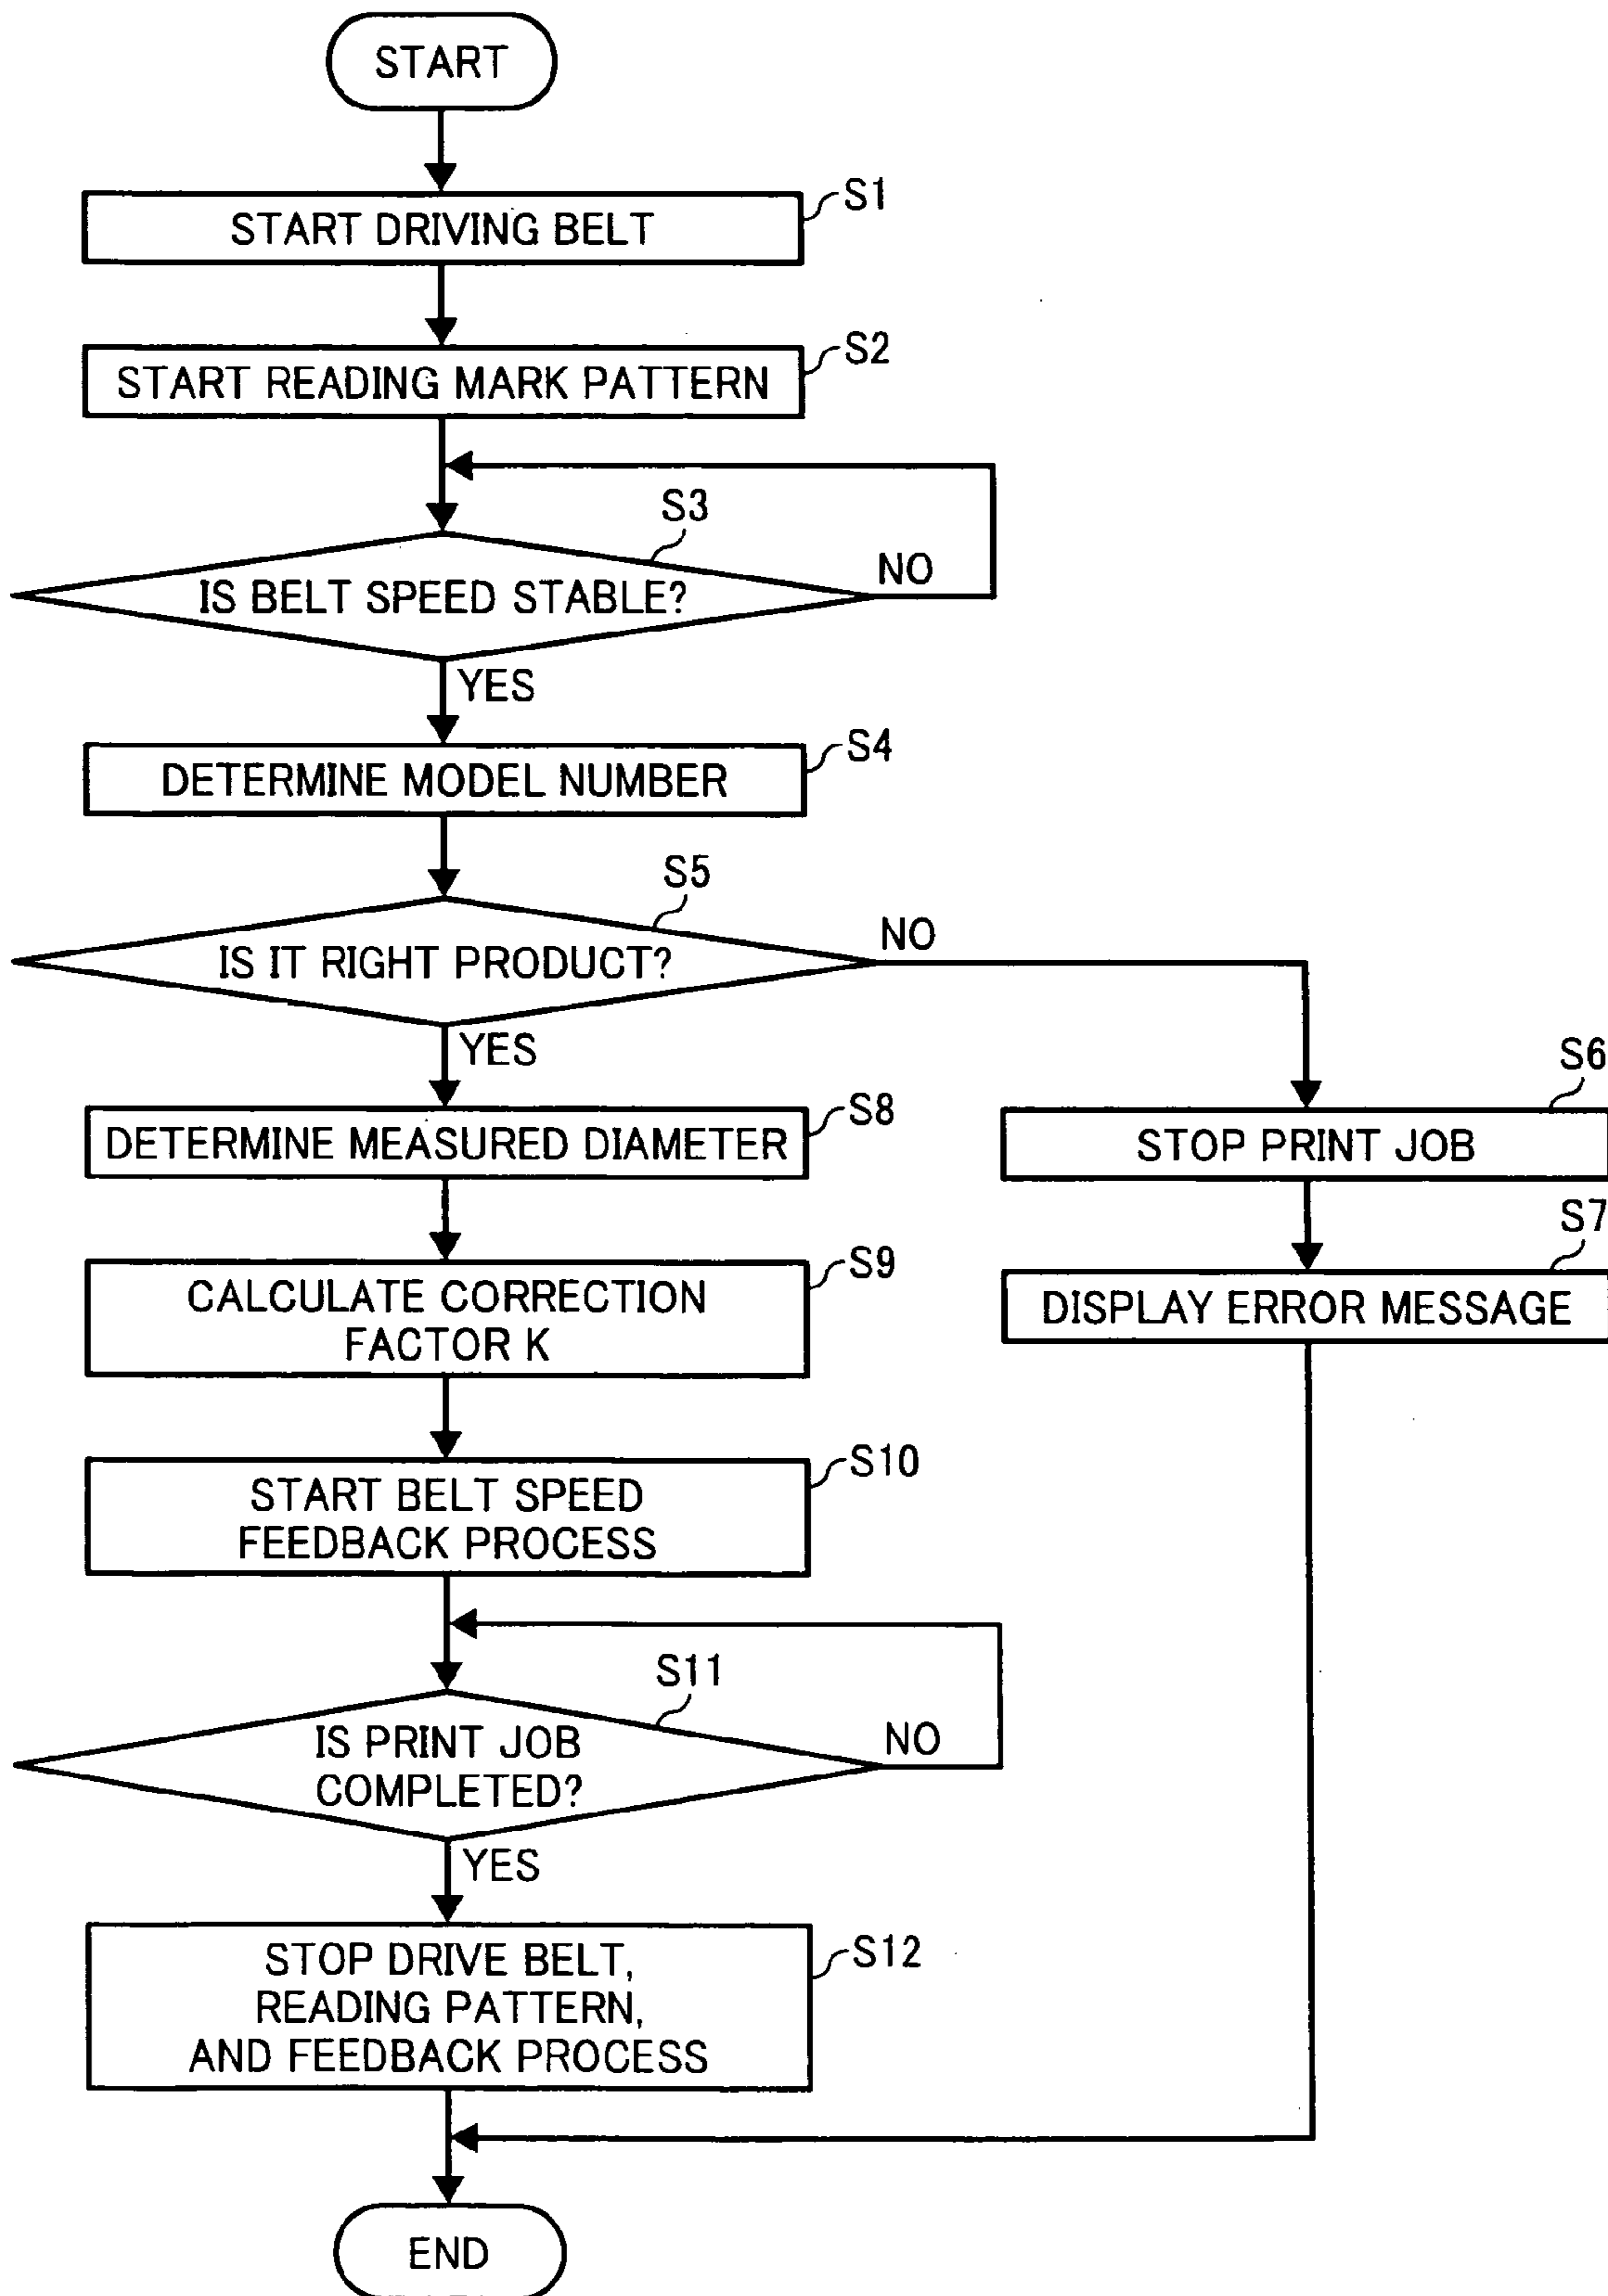 START
S1
START DRIVING BELT
S2
START READING MARK PATTERN
S3
NO
IS BELT SPEED STABLE?
YES
S4
DETERMINE MODEL NUMBER
S5
NO
IS IT RIGHT PRODUCT?
YES
S6
S8
DETERMINE MEASURED DIAMETER
STOP PRINT JOB
S7
S9
CALCULATE CORRECTION
FACTOR K
DISPLAY ERROR MESSAGE
S10
START BELT SPEED
FEEDBACK PROCESS
S11
NO
IS PRINT JOB
COMPLETED?
YES
S12
STOP DRIVE BELT,
READING PATTERN,
AND FEEDBACK PROCESS
END